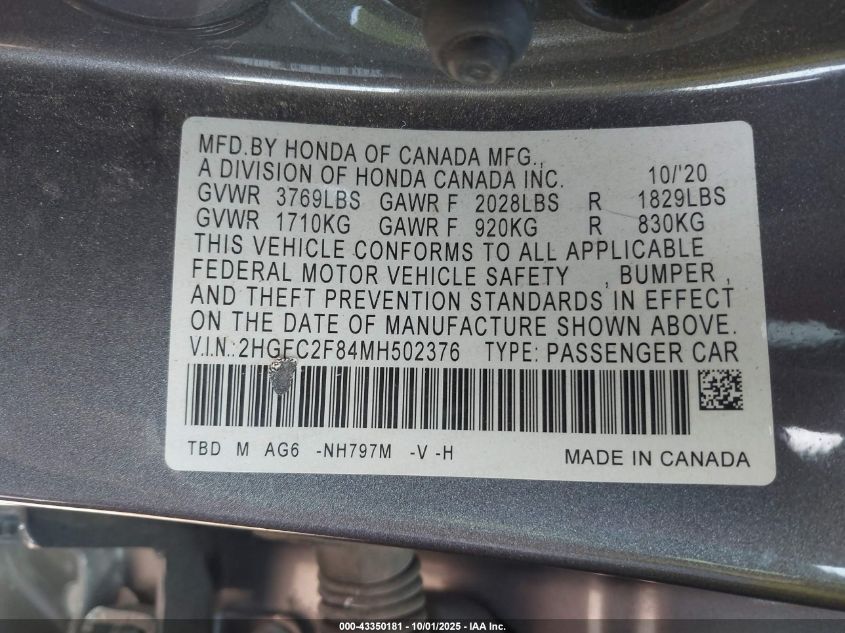 MFD.BY HONDA OF CANADA MFG.,
A DIVISION OF HONDA CANADA INC. 10/'20
GVWR 3769LBS GAWR F 2028LBS R 1829LBS
GVWR 1710KG GAWR F 920KG R 830KG
THIS VEHICLE CONFORMS TO ALL APPLICABLE
FEDERAL MOTOR VEHICLE SAFETY , BUMPER ,
AND THEFT PREVENTION STANDARDS IN EFFECT
ON THE DATE OF MANUFACTURE SHOWN ABOVE.
V.I.N.: 2HGFC2F84MH502376 TYPE: PASSENGER CAR
TBD M AG6 -NH797M -V -H MADE IN CANADA
000-43350181 - 10/01/2025 - IAA Inc.